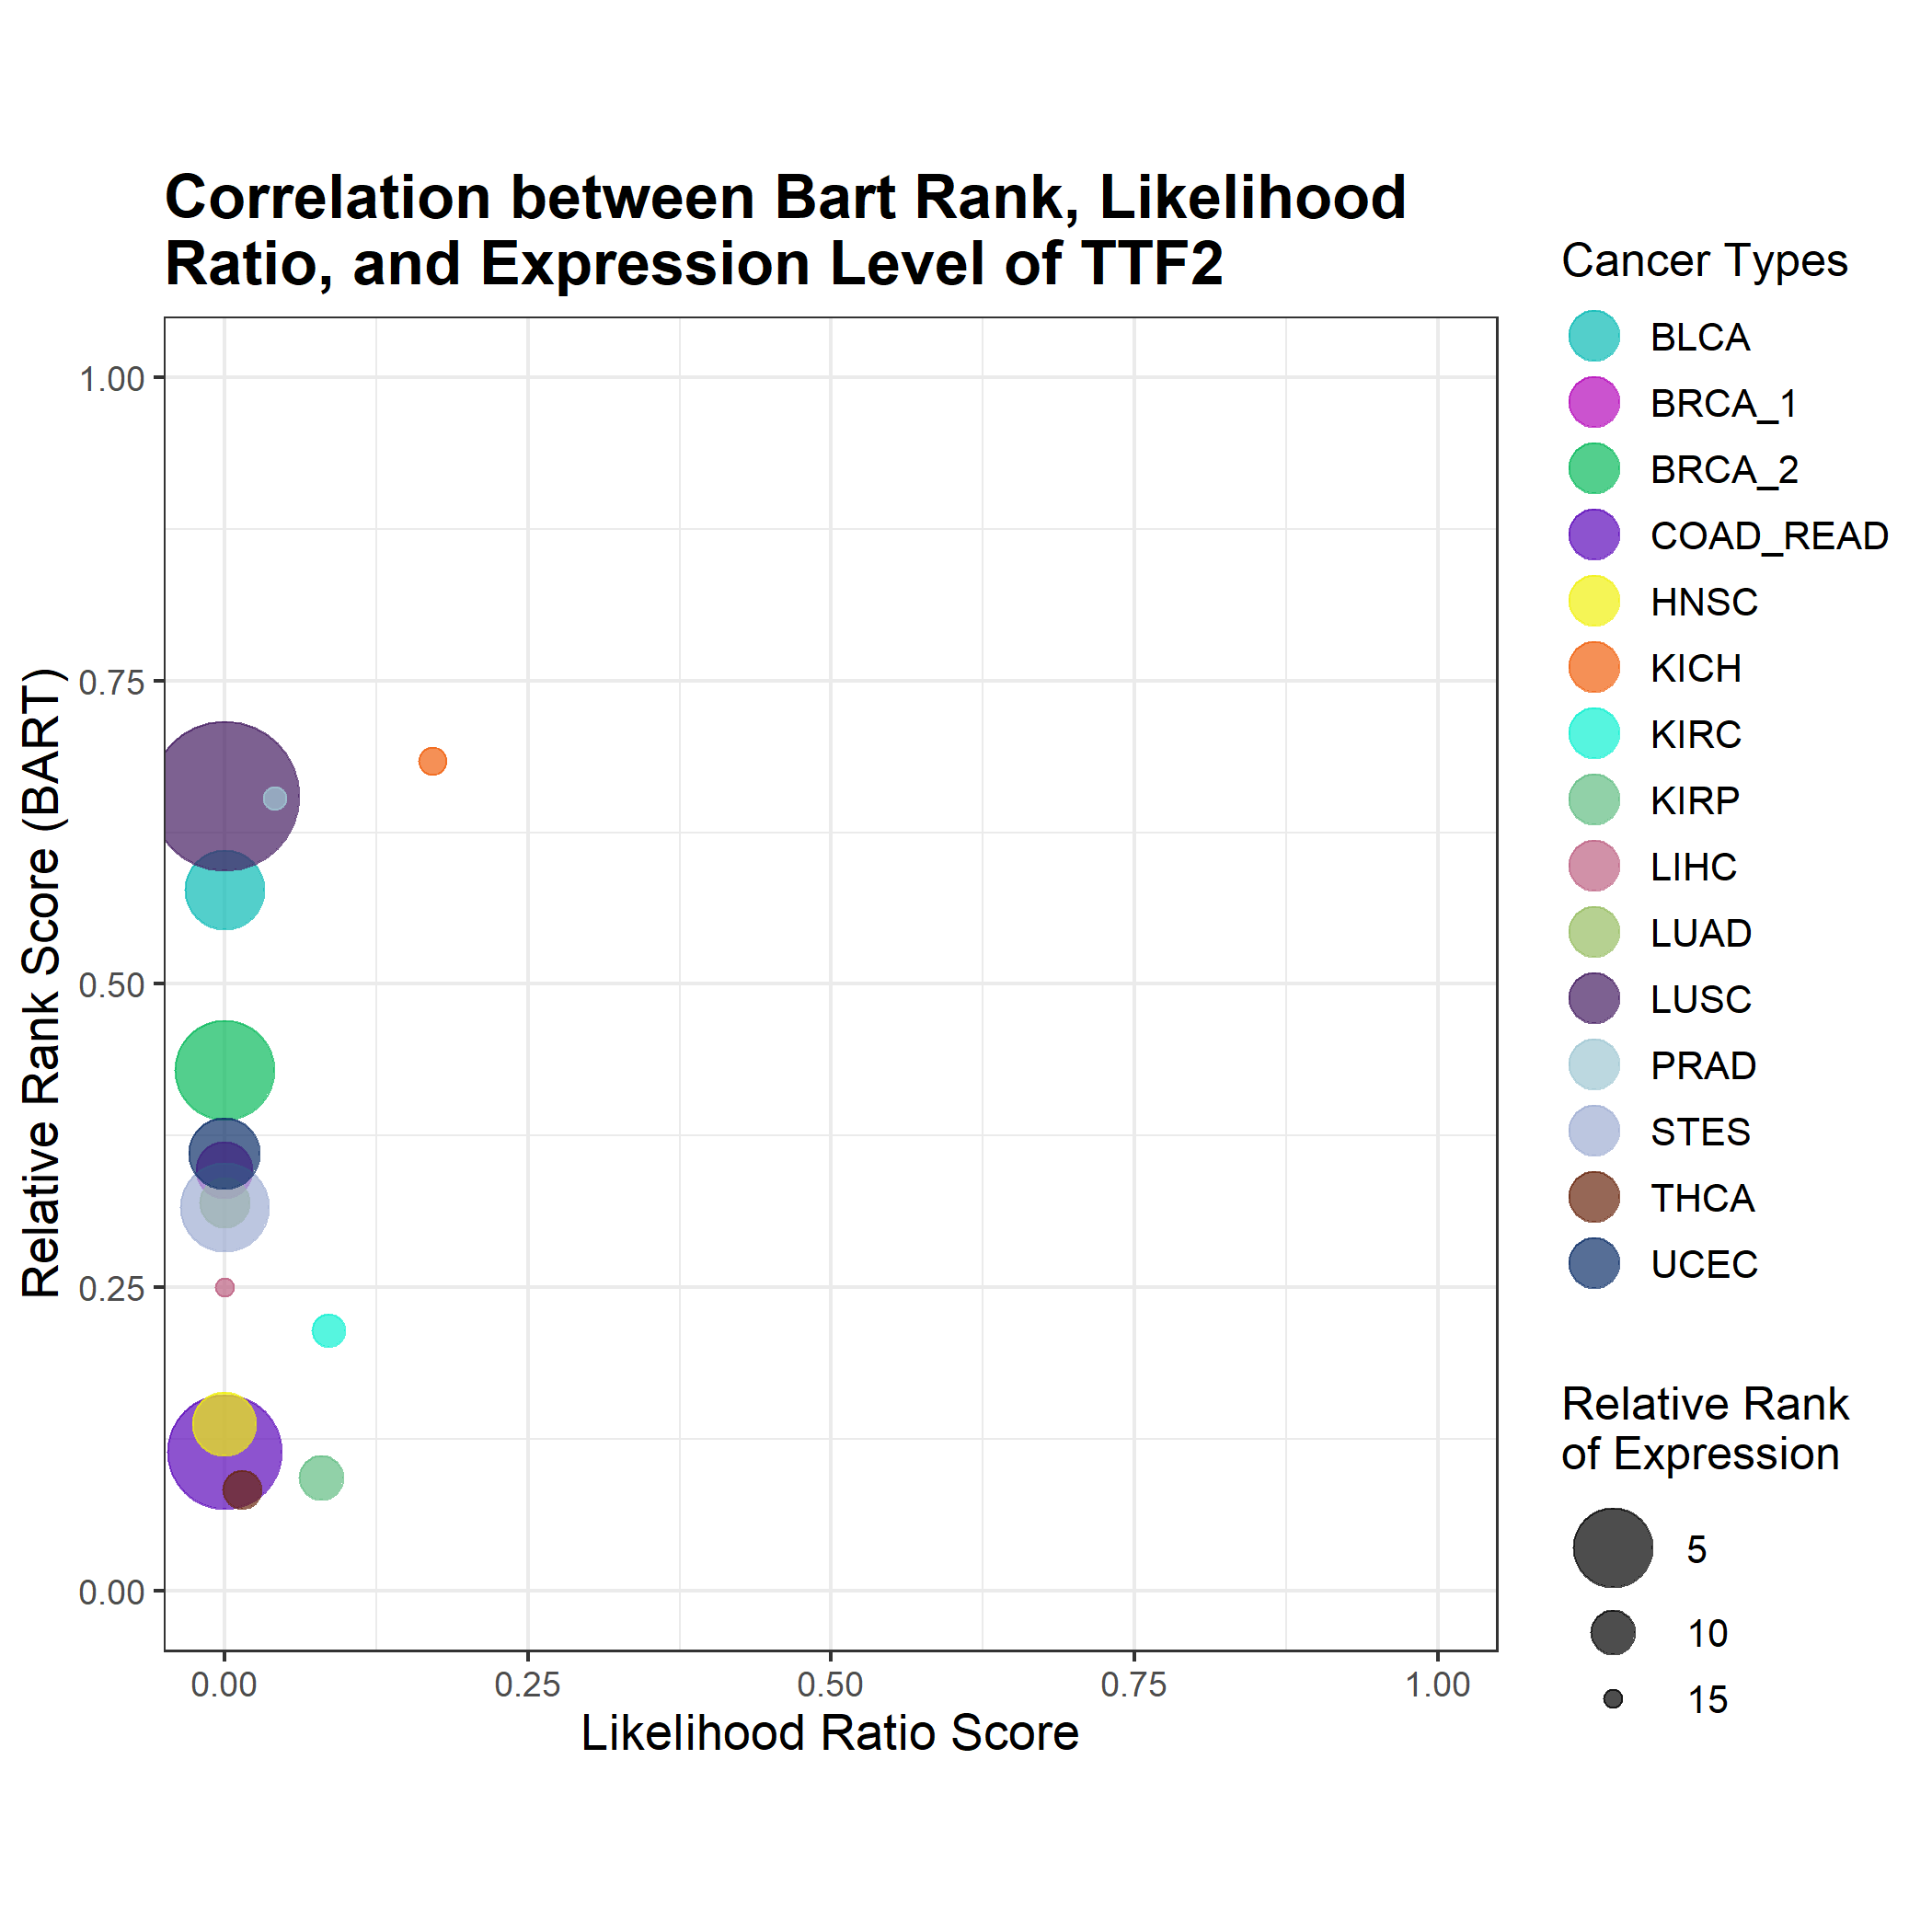 Correlation between Bart Rank, Likelihood
Ratio, and Expression Level of TTF2
Relative Rank Score (BART)
1.00
0.75
0.50
0.25
0.00
0.00
0.25
0.50
0.75
1.00
Likelihood Ratio Score
Cancer Types
BLCA
BRCA_1
BRCA_2
COAD_READ
HNSC
KICH
KIRC
KIRP
LIHC
LUAD
LUSC
PRAD
STES
THCA
UCEC
Relative Rank
of Expression
5
10
15